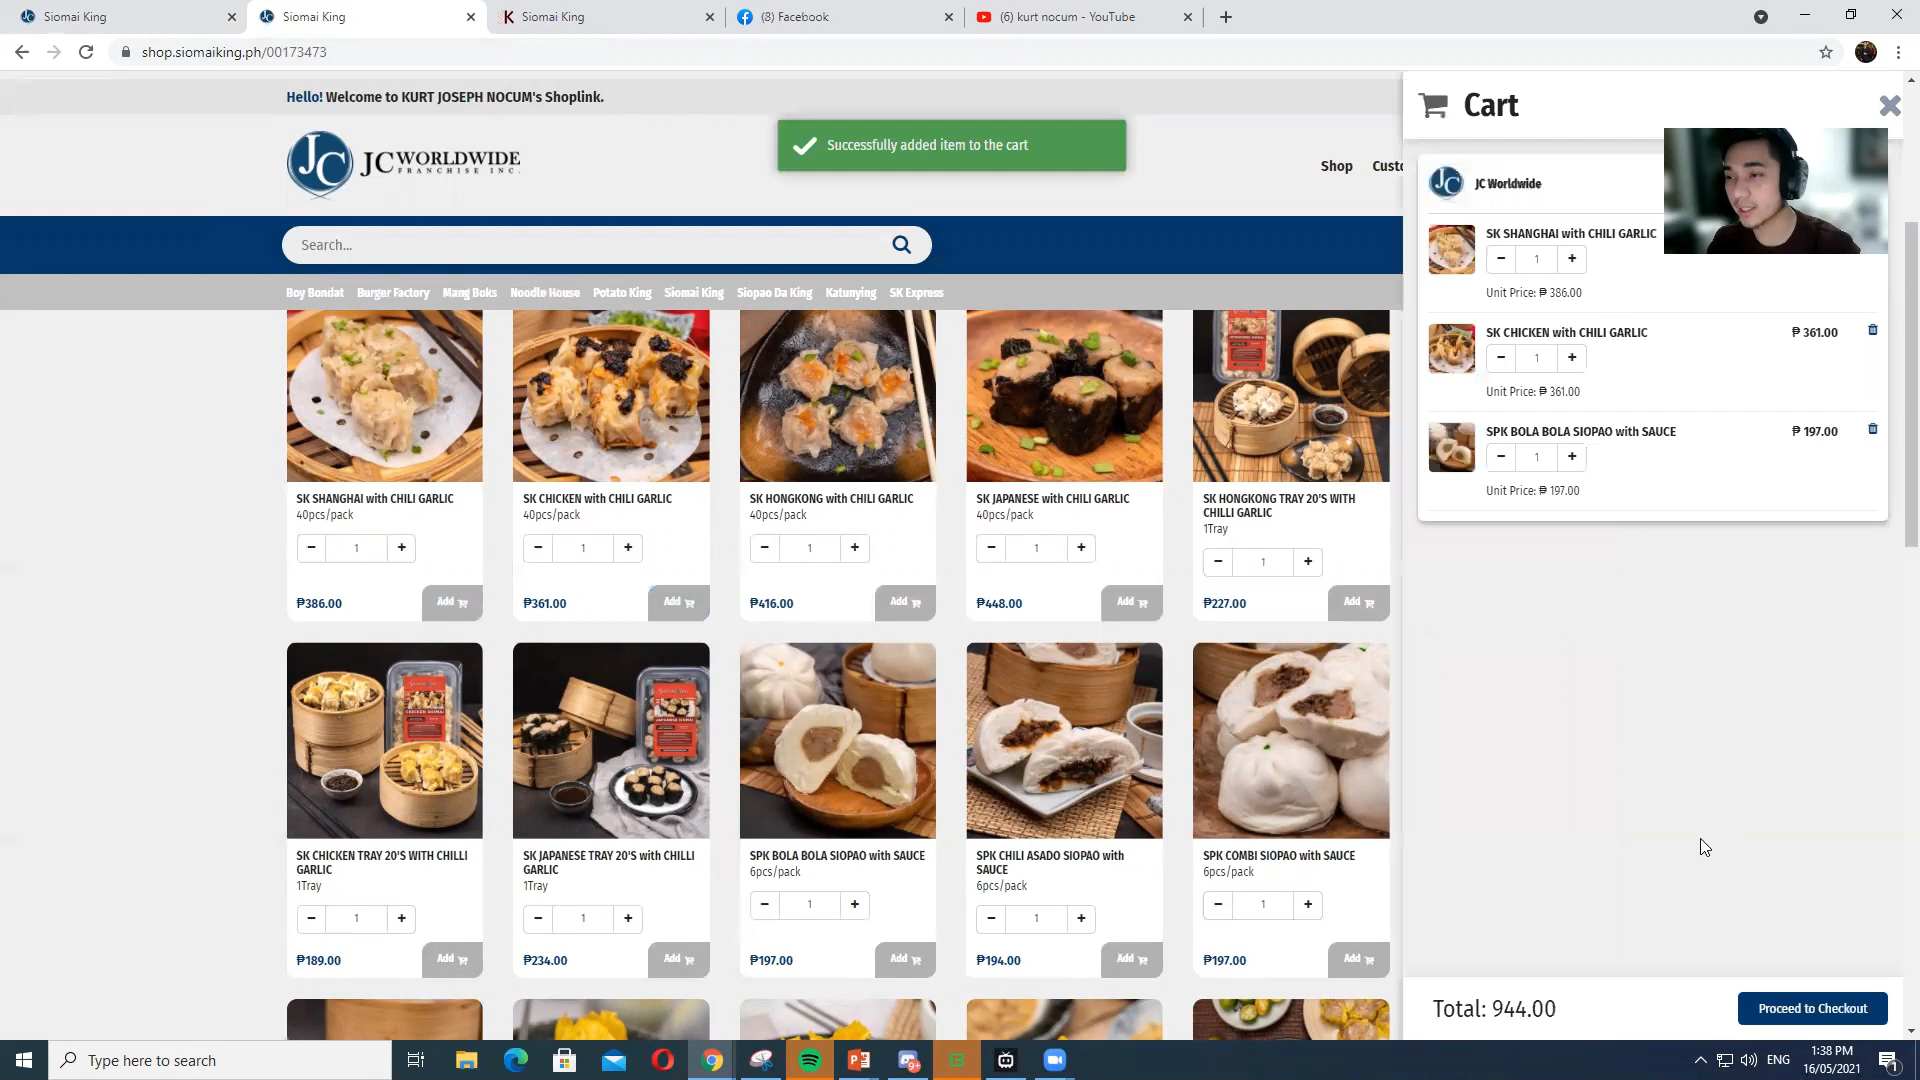 Siomai King
Siomai King
Siomai King
(8) Facebook
(6) kurt nocum - YouTube
shop.siomaiking.ph/00173473
Hello! Welcome to KURT JOSEPH NOCUM's Shoplink.
JC WORLDWIDE
FRANCHISE INC.
Successfully added item to the cart
Shop
Search...
Boy Bondat
Burger Factory
Mang Boks
Noodle House
Potato King
Siomai King
Siopao Da King
Katunying
SK Express
SK SHANGHAI with CHILI GARLIC
40pcs/pack
1
₱386.00
Add
SK CHICKEN with CHILI GARLIC
40pcs/pack
1
₱361.00
Add
SK HONGKONG with CHILI GARLIC
40pcs/pack
1
₱416.00
Add
SK JAPANESE with CHILI GARLIC
40pcs/pack
1
₱448.00
Add
SK HONGKONG TRAY 20'S WITH
CHILLI GARLIC
1Tray
1
₱227.00
Add
SK CHICKEN TRAY 20'S WITH CHILLI
GARLIC
1Tray
1
₱189.00
Add
SK JAPANESE TRAY 20'S with CHILLI
GARLIC
1Tray
1
₱234.00
Add
SPK BOLA BOLA SIOPAO with SAUCE
6pcs/pack
1
₱197.00
Add
SPK CHILI ASADO SIOPAO with
SAUCE
6pcs/pack
1
₱194.00
Add
SPK COMBI SIOPAO with SAUCE
6pcs/pack
1
₱197.00
Add
Cart
JC Worldwide
SK SHANGHAI with CHILI GARLIC
1
Unit Price: ₱ 386.00
SK CHICKEN with CHILI GARLIC
₱ 361.00
1
Unit Price: ₱ 361.00
SPK BOLA BOLA SIOPAO with SAUCE
₱ 197.00
1
Unit Price: ₱ 197.00
Total: 944.00
Proceed to Checkout
Type here to search
ENG
1:38 PM
16/05/2021